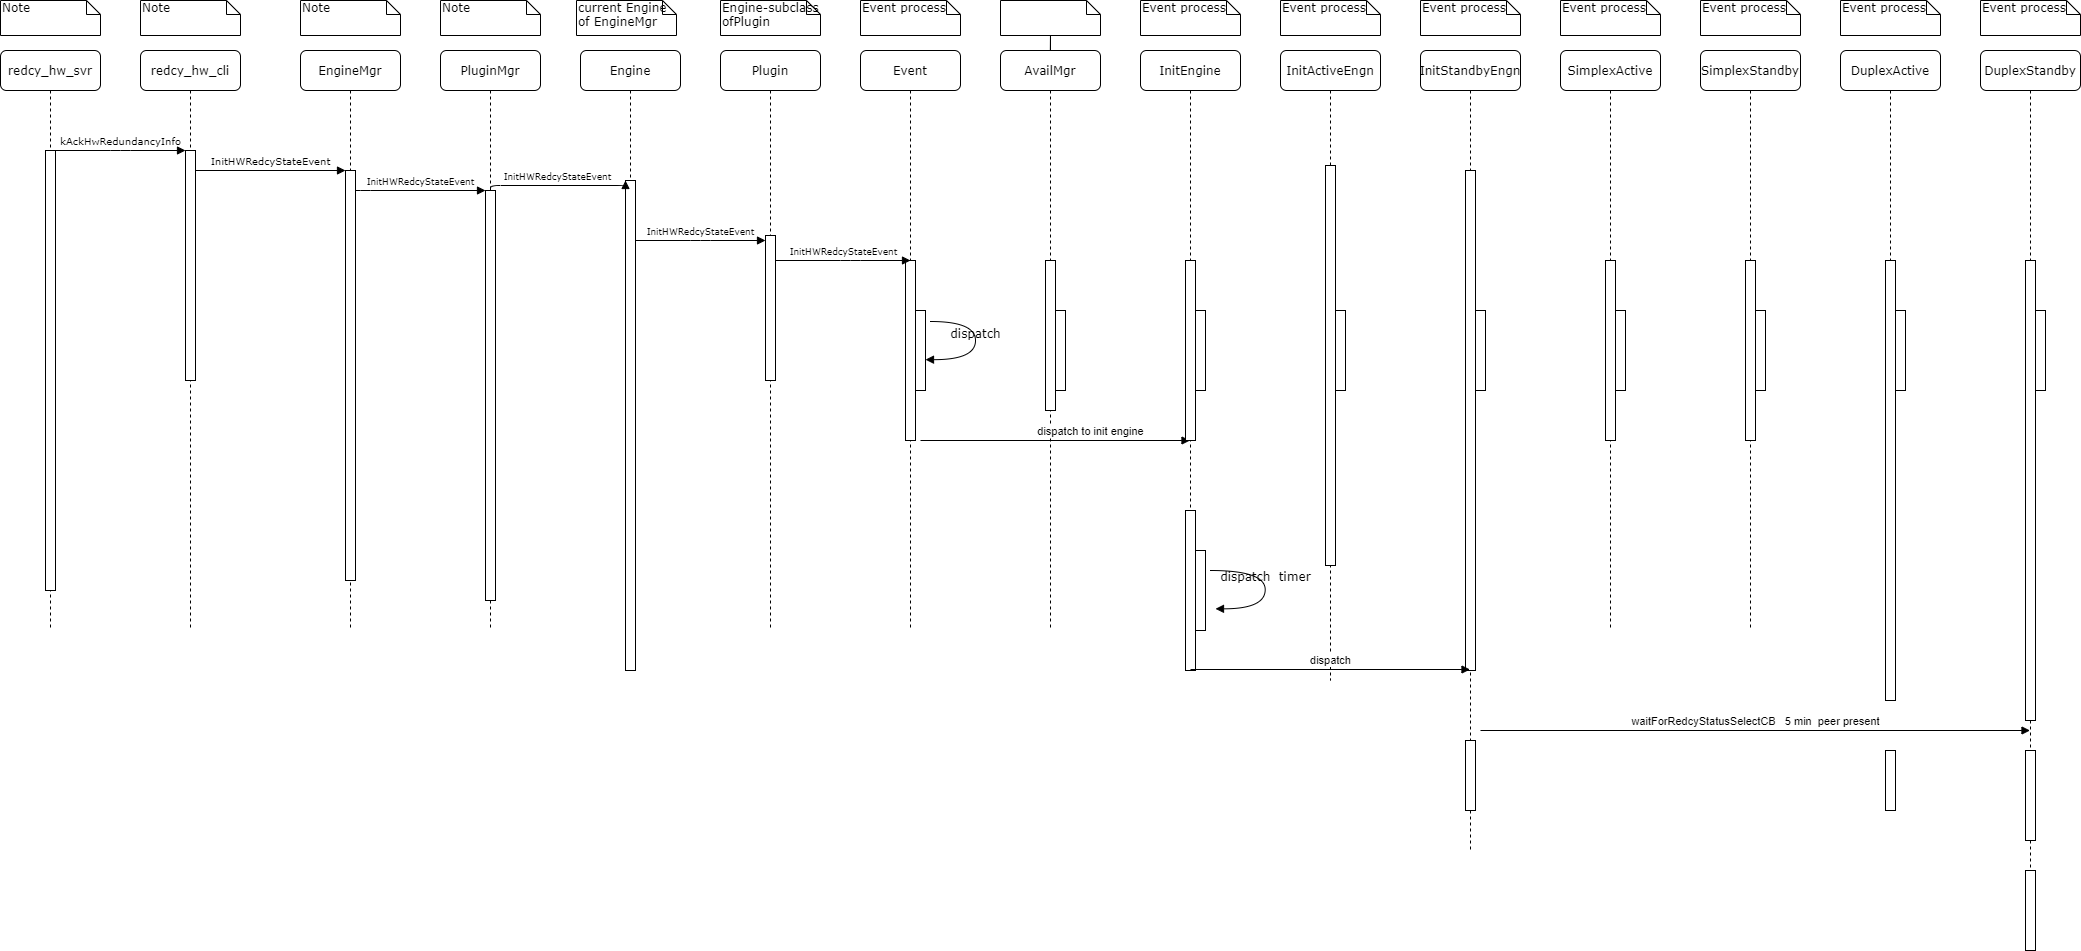 Note
Note
Note
Note
current Engine
of EngineMgr
Engine-subclass
ofPlugin
Event process
Event process
Event process
Event process
Event process
Event process
Event process
Event process
redcy_hw_svr
redcy_hw_cli
EngineMgr
PluginMgr
Engine
Plugin
Event
AvailMgr
InitEngine
InitActiveEngn
InitStandbyEngn
SimplexActive
SimplexStandby
DuplexActive
DuplexStandby
kAckHwRedundancyInfo
InitHWRedcyStateEvent
InitHWRedcyStateEvent
InitHWRedcyStateEvent
InitHWRedcyStateEvent
InitHWRedcyStateEvent
dispatch
dispatch to init engine
dispatch  timer
dispatch
waitForRedcyStatusSelectCB   5 min  peer present